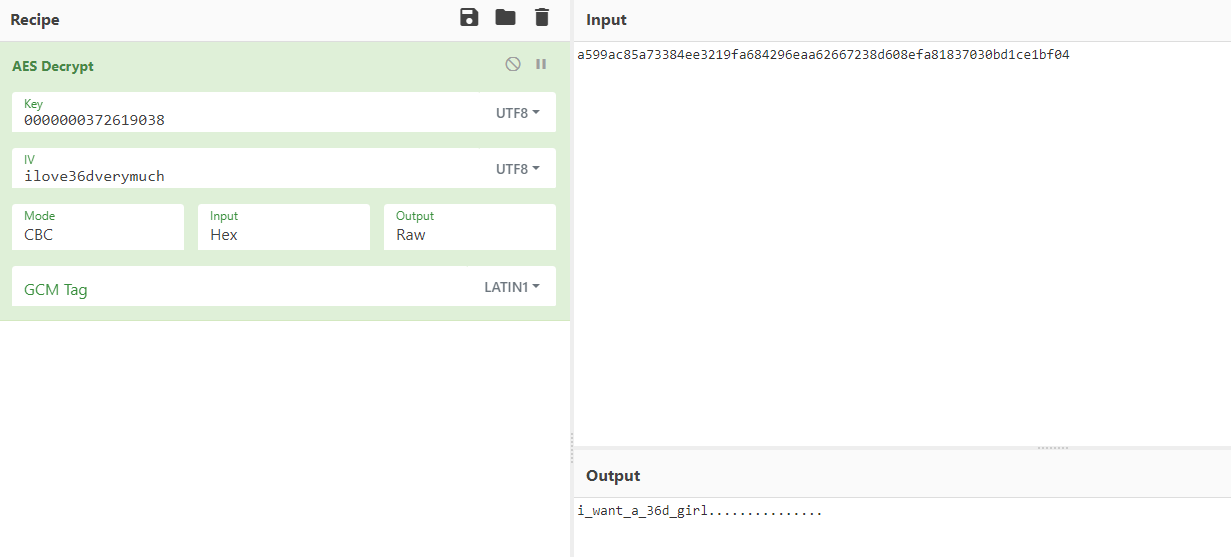 Recipe
AES Decrypt
Key
0000000372619038
UTF8
IV
ilove36dverymuch
UTF8
Mode
CBC
Input
Hex
Output
Raw
GCM Tag
LATIN1
Input
a599ac85a73384ee3219fa684296eaa62667238d608efa81837030bd1ce1bf04
Output
i_want_a_36d_girl...............